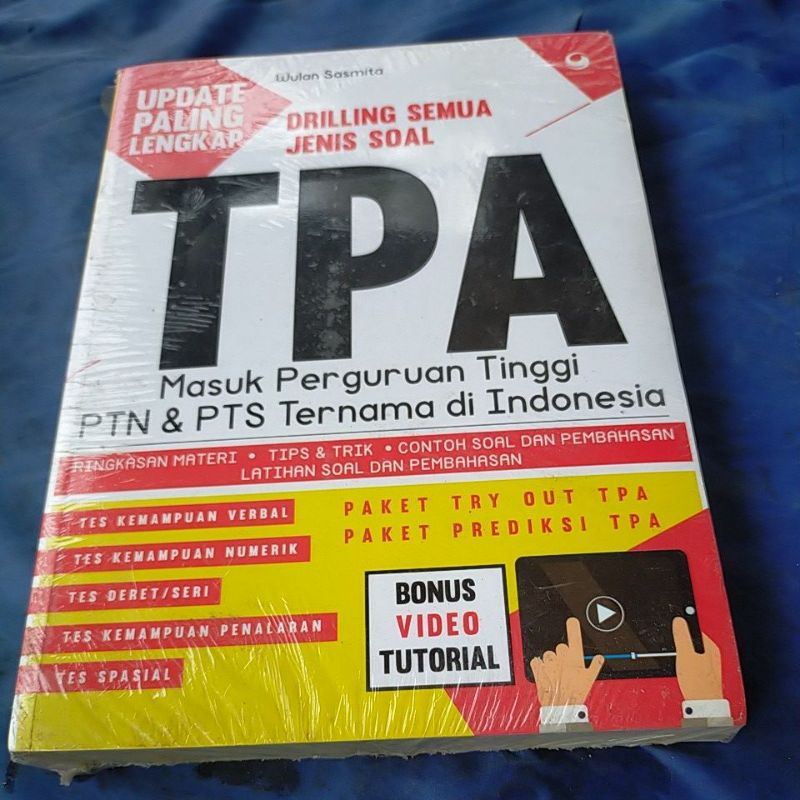 Wulan Sasmita
UPDATE
PALING
LENGKAP
DRILLING SEMUA
JENIS SOAL
TPA
Masuk Perguruan Tinggi
PTN & PTS Ternama di Indonesia
RINGKASAN MATERI • TIPS & TRIK • CONTOH SOAL DAN PEMBAHASAN
LATIHAN SOAL DAN PEMBAHASAN
TES KEMAMPUAN VERBAL
TES KEMAMPUAN NUMERIK
TES DERET/SERI
TES KEMAMPUAN PENALARAN
TES SPASIAL
PAKET TRY OUT TPA
PAKET PREDIKSI TPA
BONUS
VIDEO
TUTORIAL